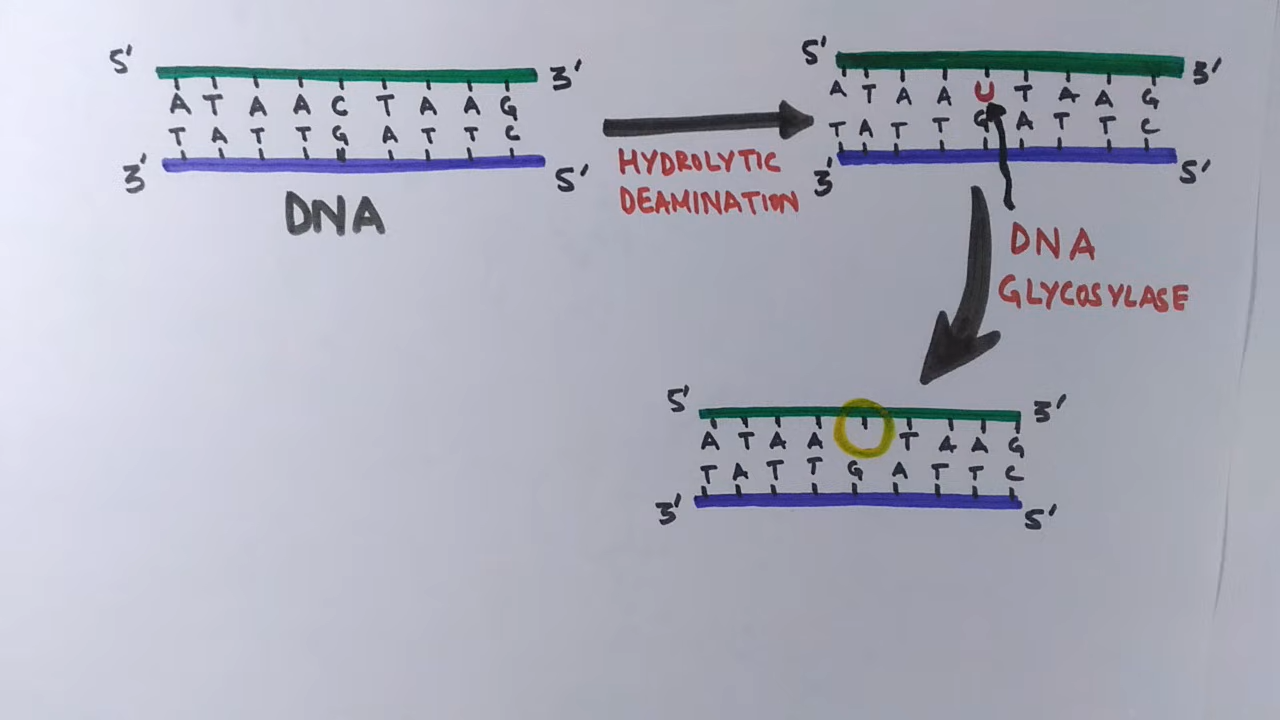 5' 3'
A T A A C T A A G
T A T T G A T T C
3' 5'
DNA
HYDROLYTIC
DEAMINATION
5' 3'
A T A A U T A A G
T A T T G A T T C
3' 5'
DNA
GLYCOSYLASE
5' 3'
A T A A T A A G
T A T T G A T T C
3' 5'